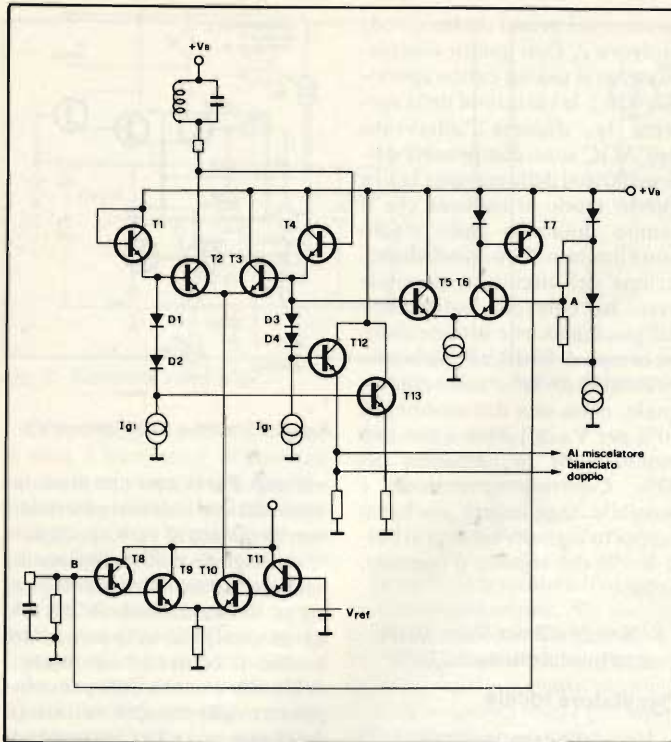 +VB
+VB
T1
T4
T7
T2 T3
T5 T6
A
D1
D3
D4
D2
T12
T13
Ig1
Ig1
Al miscelatore
bilanciato
doppio
B
T8
T9 T10
T11
Vref